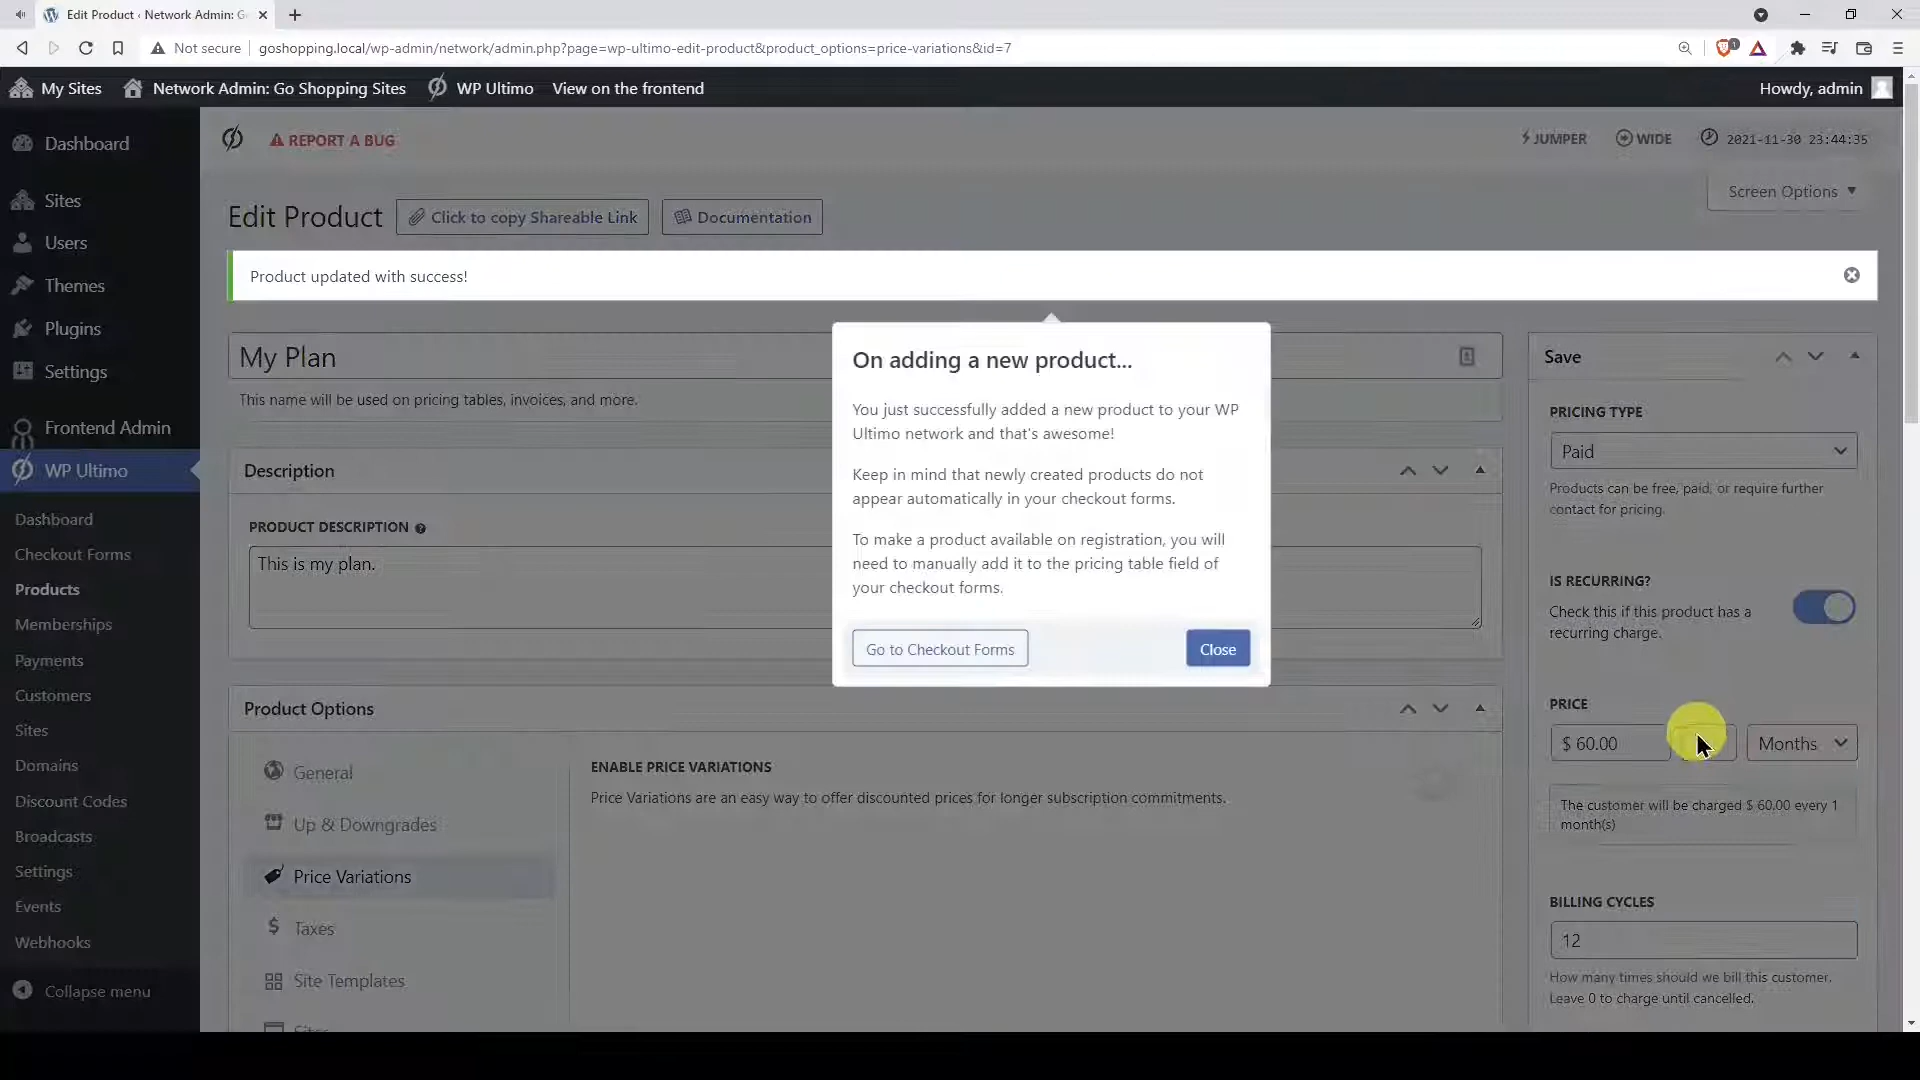 Edit Product ‹ Network Admin: G
Not secure
goshopping.local/wp-admin/network/admin.php?page=wp-ultimo-edit-product&product_options=price-variations&id=7
1
My Sites
Network Admin: Go Shopping Sites
WP Ultimo
View on the frontend
Howdy, admin
REPORT A BUG
JUMPER
WIDE
2021-11-30 23:44:35
Screen Options
Edit Product
Click to copy Shareable Link
Documentation
Product updated with success!
Dashboard
Sites
Users
Themes
Plugins
Settings
Frontend Admin
WP Ultimo
Dashboard
Checkout Forms
Products
Memberships
Payments
Customers
Sites
Domains
Discount Codes
Broadcasts
Settings
Events
Webhooks
Collapse menu
My Plan
This name will be used on pricing tables, invoices, and more.
Description
PRODUCT DESCRIPTION
This is my plan.
On adding a new product...
You just successfully added a new product to your WP
Ultimo network and that's awesome!
Keep in mind that newly created products do not
appear automatically in your checkout forms.
To make a product available on registration, you will
need to manually add it to the pricing table field of
your checkout forms.
Go to Checkout Forms
Close
Product Options
General
Up & Downgrades
Price Variations
Taxes
Site Templates
Sites
ENABLE PRICE VARIATIONS
Price Variations are an easy way to offer discounted prices for longer subscription commitments.
Save
PRICING TYPE
Paid
Products can be free, paid, or require further
contact for pricing.
IS RECURRING?
Check this if this product has a
recurring charge.
PRICE
$ 60.00
Months
The customer will be charged $ 60.00 every 1
month(s)
BILLING CYCLES
12
How many times should we bill this customer.
Leave 0 to charge until cancelled.